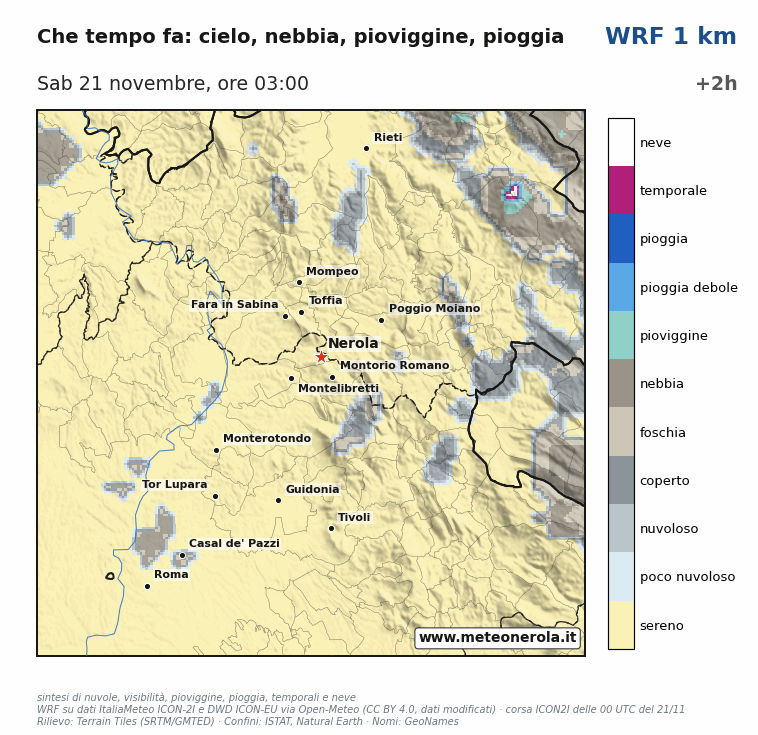 Che tempo fa: cielo, nebbia, pioviggine, pioggia
WRF 1 km
Sab 21 novembre, ore 03:00
+2h
Rieti
Mompeo
Fara in Sabina
Toffia
Poggio Moiano
Nerola
Montorio Romano
Montelibretti
Monterotondo
Tor Lupara
Guidonia
Tivoli
Casal de' Pazzi
Roma
www.meteonerola.it
neve
temporale
pioggia
pioggia debole
pioviggine
nebbia
foschia
coperto
nuvoloso
poco nuvoloso
sereno
sintesi di nuvole, visibilità, pioviggine, pioggia, temporali e neve
WRF su dati ItaliaMeteo ICON-2I e DWD ICON-EU via Open-Meteo (CC BY 4.0, dati modificati) · corsa ICON2I delle 00 UTC del 21/11
Rilievo: Terrain Tiles (SRTM/GMTED) · Confini: ISTAT, Natural Earth · Nomi: GeoNames